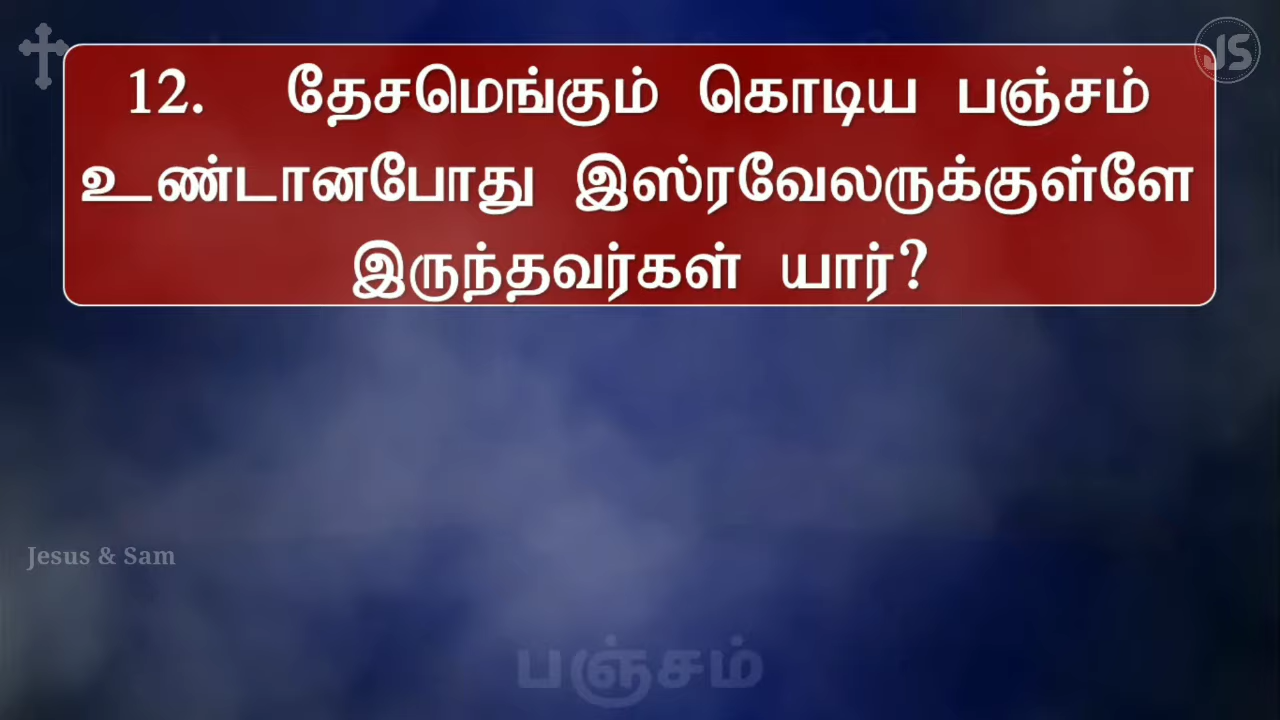 JS
12. தேசமெங்கும் கொடிய பஞ்சம்
உண்டானபோது இஸ்ரவேலருக்குள்ளே
இருந்தவர்கள் யார்?
Jesus & Sam
பஞ்சம்